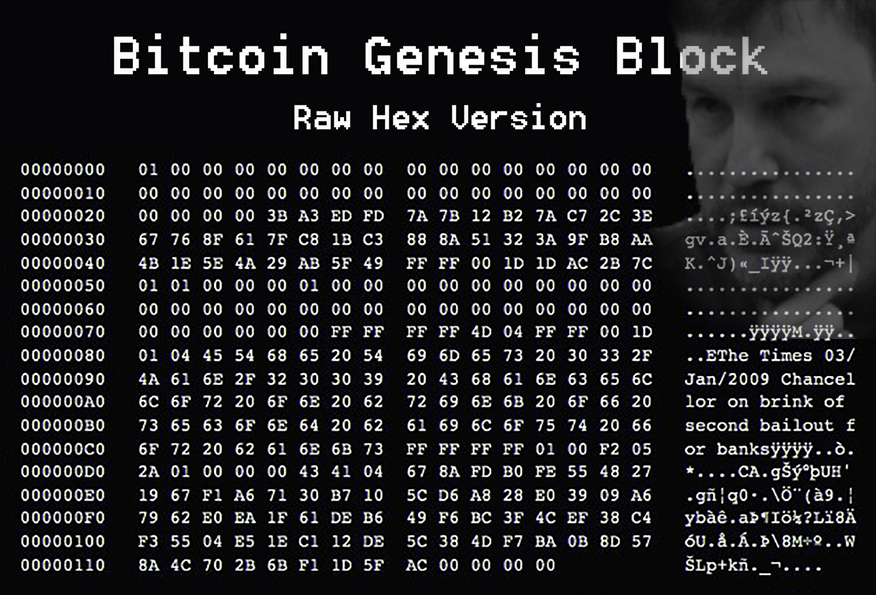 Bitcoin Genesis Block
Raw Hex Version
00000000 01 00 00 00 00 00 00 00 00 00 00 00 00 00 00 00 ................
00000010 00 00 00 00 00 00 00 00 00 00 00 00 00 00 00 00 ................
00000020 00 00 00 00 3B A3 ED FD 7A 7B 12 B2 7A C7 2C 3E ....;£íýz{.²zÇ,>
00000030 67 76 8F 61 7F C8 1B C3 88 8A 51 32 3A 9F B8 AA gv.a.È.ÃˆŠQ2:Ÿ¸ª
00000040 4B 1E 5E 4A 29 AB 5F 49 FF FF 00 1D 1D AC 2B 7C K.^J)«_Iÿÿ...¬+|
00000050 01 01 00 00 00 01 00 00 00 00 00 00 00 00 00 00 ................
00000060 00 00 00 00 00 00 00 00 00 00 00 00 00 00 00 00 ................
00000070 00 00 00 00 00 00 FF FF FF FF 4D 04 FF FF 00 1D ......ÿÿÿÿM.ÿÿ..
00000080 01 04 45 54 68 65 20 54 69 6D 65 73 20 30 33 2F ..EThe Times 03/
00000090 4A 61 6E 2F 32 30 30 39 20 43 68 61 6E 63 65 6C Jan/2009 Chancel
000000A0 6C 6F 72 20 6F 6E 20 62 72 69 6E 6B 20 6F 66 20 lor on brink of
000000B0 73 65 63 6F 6E 64 20 62 61 69 6C 6F 75 74 20 66 second bailout f
000000C0 6F 72 20 62 61 6E 6B 73 FF FF FF FF 01 00 F2 05 or banksÿÿÿÿ..ò.
000000D0 2A 01 00 00 00 43 41 04 67 8A FD B0 FE 55 48 27 *....CA.gŠý°þUH'
000000E0 19 67 F1 A6 71 30 B7 10 5C D6 A8 28 E0 39 09 A6 .gñ¦q0·.\Ö¨(à9.¦
000000F0 79 62 E0 EA 1F 61 DE B6 49 F6 BC 3F 4C EF 38 C4 ybàê.aÞ¶Iö¼?Lï8Ä
00000100 F3 55 04 E5 1E C1 12 DE 5C 38 4D F7 BA 0B 8D 57 óU.å.Á.Þ\8M÷º..W
00000110 8A 4C 70 2B 6B F1 1D 5F AC 00 00 00 00 ŠLp+kñ._¬....